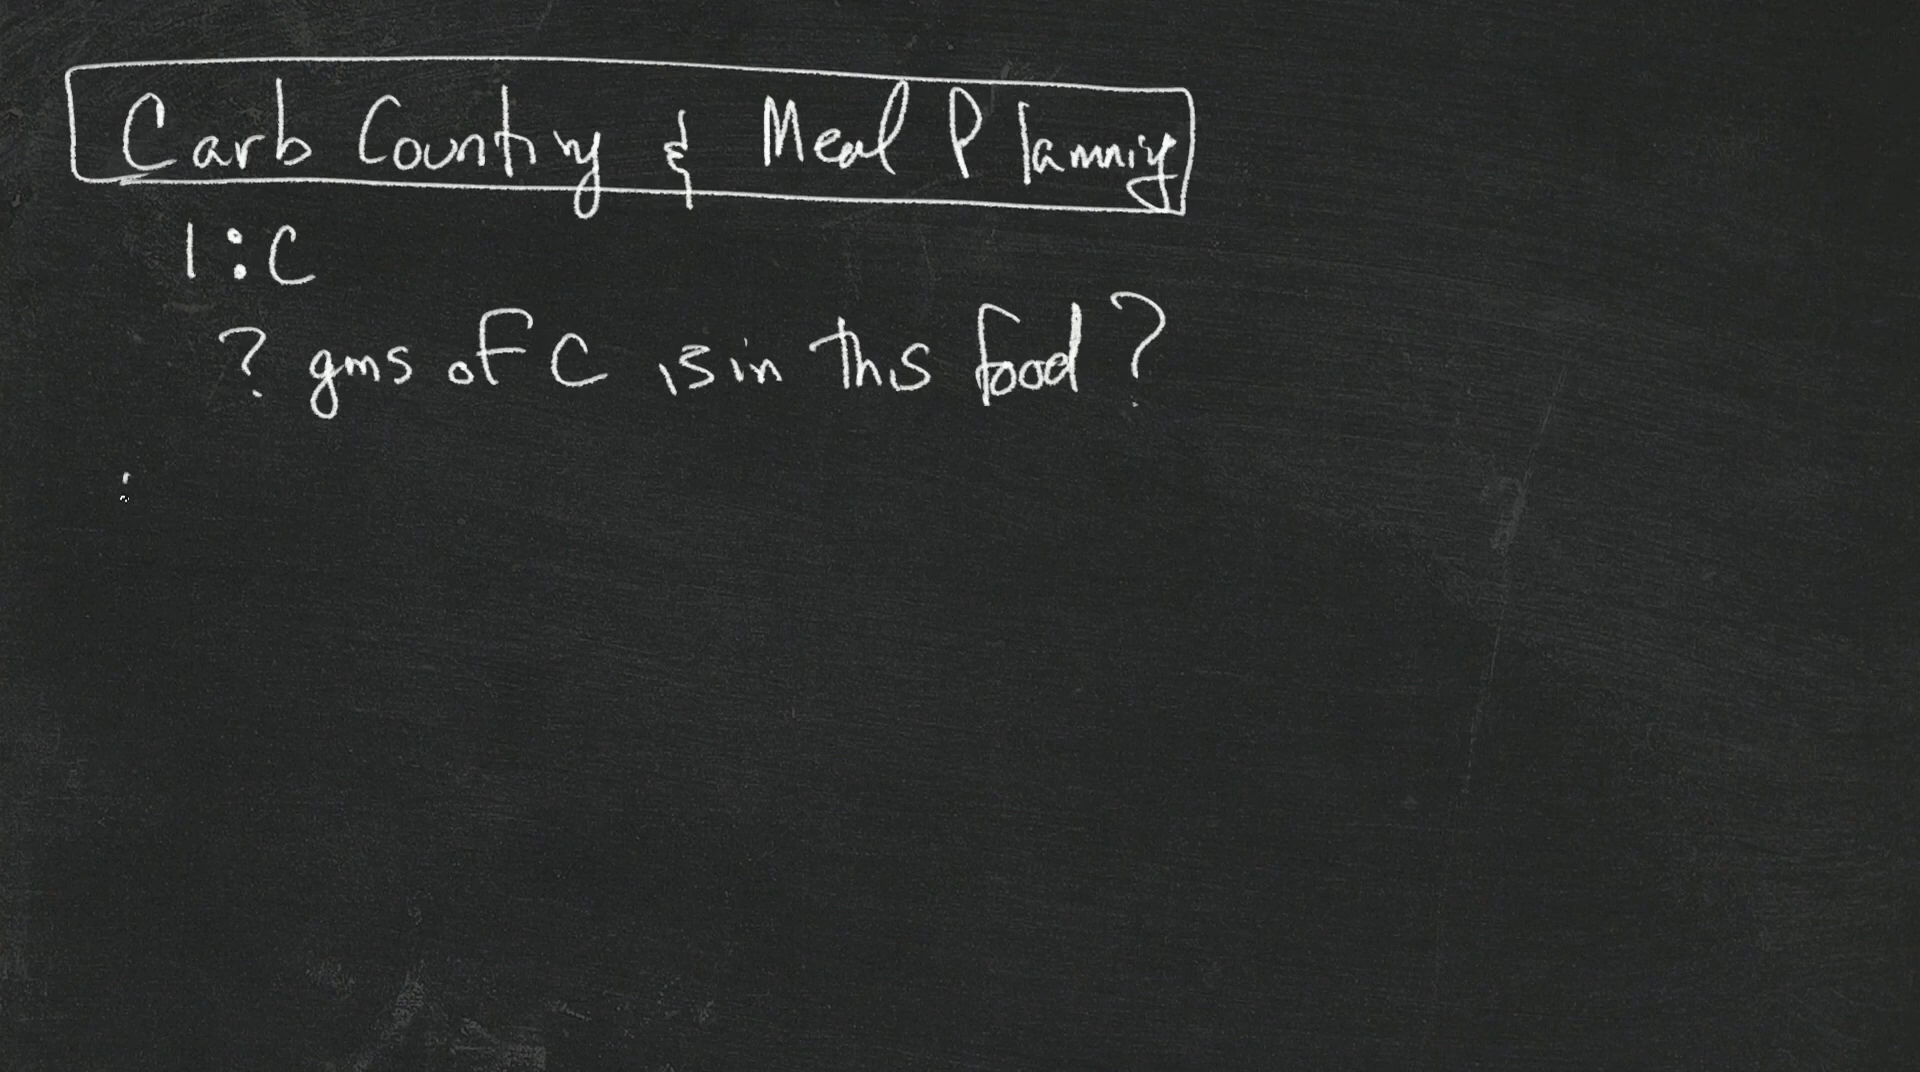 Carb Counting & Meal Planning
1:C
? gms of C is in this food?